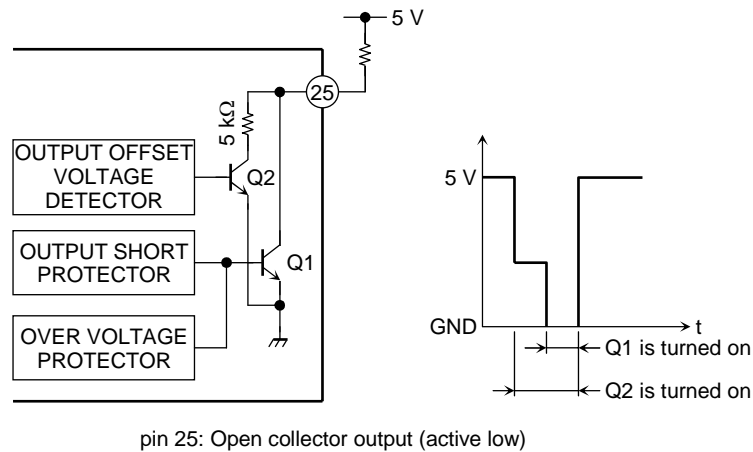 5 V
25
5 kΩ
OUTPUT OFFSET
VOLTAGE
DETECTOR
Q2
OUTPUT SHORT
PROTECTOR
Q1
OVER VOLTAGE
PROTECTOR
5 V
GND
t
Q1 is turned on
Q2 is turned on
pin 25: Open collector output (active low)